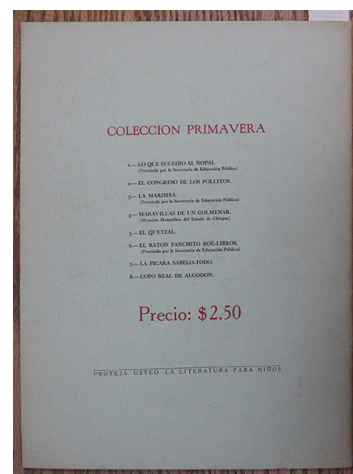 COLECCION PRIMAVERA
1.—LO QUE SUCEDIO AL NOPAL
(Premiado por la Secretaría de Educación Pública)
2.—EL CONGRESO DE LOS POLLITOS.
3.—LA MARIMBA.
(Premiado por la Secretaría de Educación Pública)
4.—MARAVILLAS DE UN COLMENAR.
(Mención Honorífica del Estado de Chiapas)
5.—EL QUETZAL.
6.—EL RATON PANCHITO ROE-LIBROS.
(Premiado por la Secretaría de Educación Pública)
7.—LA PICARA SABELO-TODO.
8.—COPO REAL DE ALGODON.
Precio: $2.50
PROTEJA USTED LA LITERATURA PARA NIÑOS